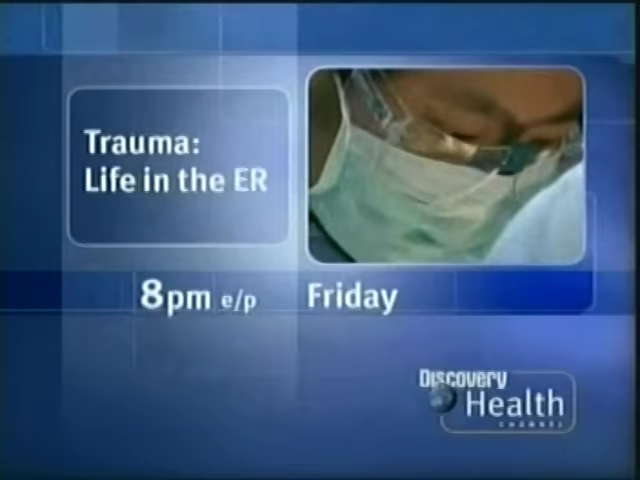 Trauma:
Life in the ER
8pm e/p
Friday
Discovery
Health
CHANNEL